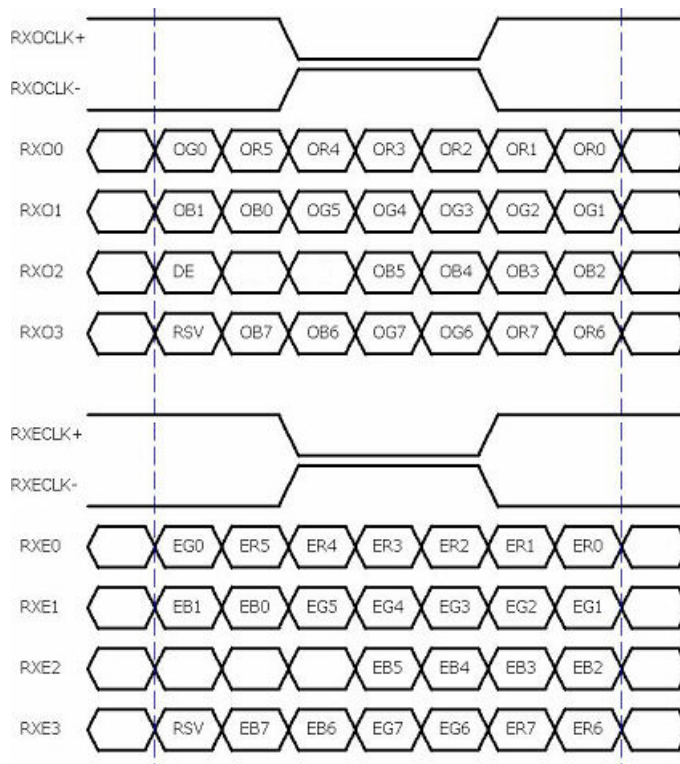 RXOCLK+
RXOCLK-
RXO0 OG0 OR5 OR4 OR3 OR2 OR1 OR0
RXO1 OB1 OB0 OG5 OG4 OG3 OG2 OG1
RXO2 DE OB5 OB4 OB3 OB2
RXO3 RSV OB7 OB6 OG7 OG6 OR7 OR6
RXECLK+
RXECLK-
RXE0 EG0 ER5 ER4 ER3 ER2 ER1 ER0
RXE1 EB1 EB0 EG5 EG4 EG3 EG2 EG1
RXE2 EB5 EB4 EB3 EB2
RXE3 RSV EB7 EB6 EG7 EG6 ER7 ER6